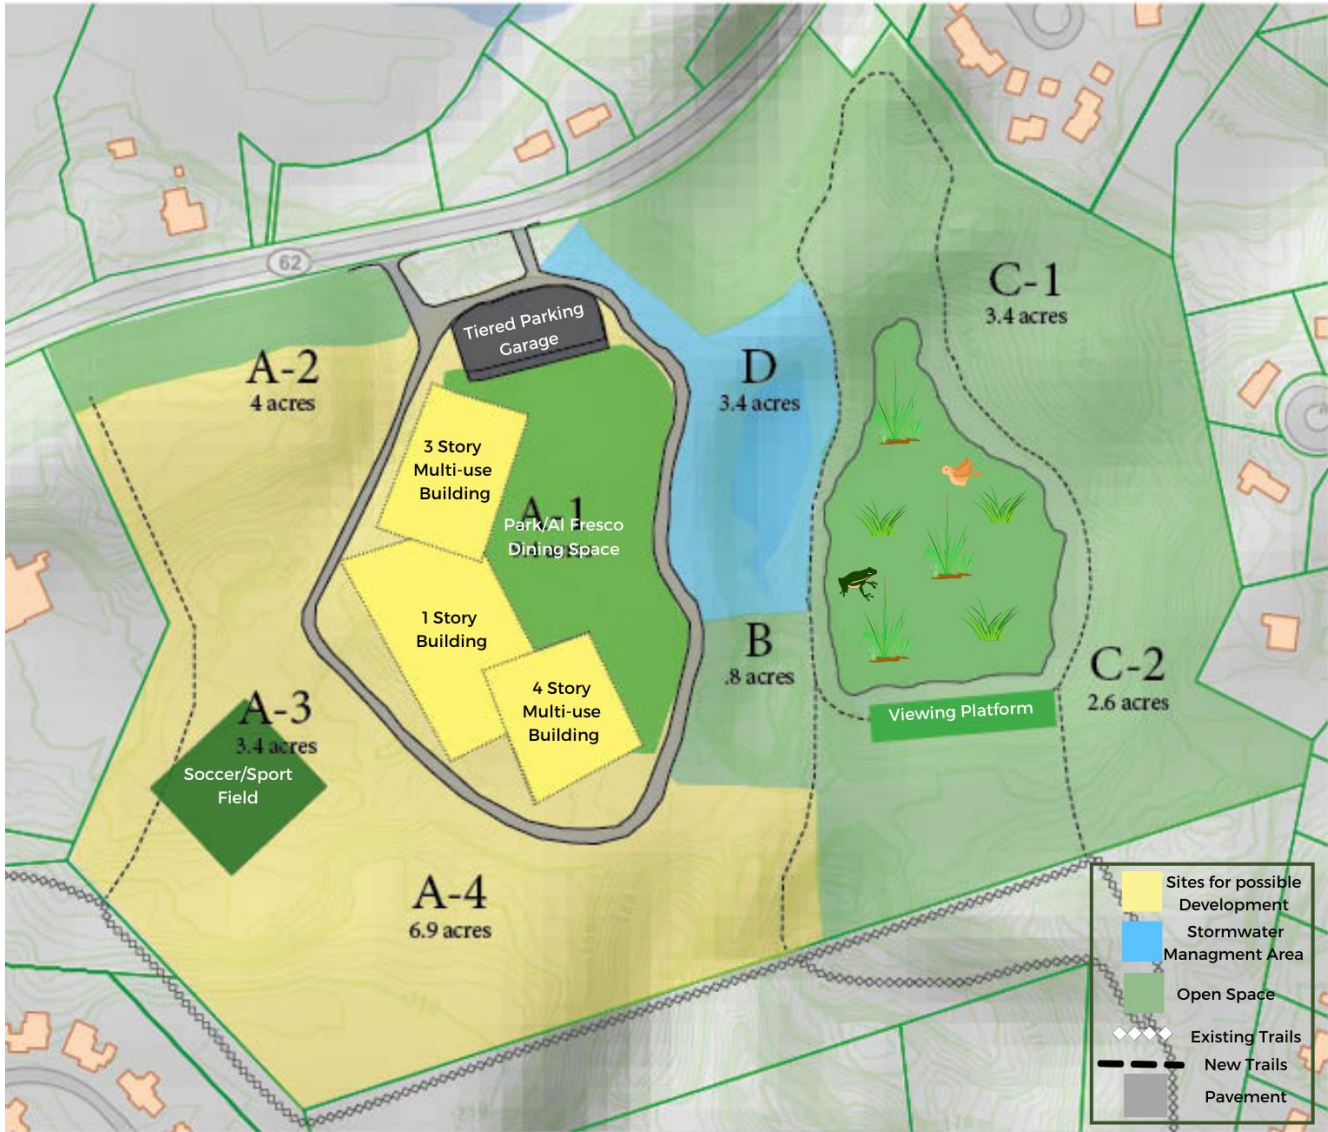 62
Tiered Parking
Garage
A-2
4 acres
3 Story
Multi-use
Building
A-1
Park/Al Fresco
Dining Space
1 Story
Building
4 Story
Multi-use
Building
D
3.4 acres
B
.8 acres
C-1
3.4 acres
C-2
2.6 acres
Viewing Platform
A-3
3.4 acres
Soccer/Sport
Field
A-4
6.9 acres
Sites for possible
Development
Stormwater
Managment Area
Open Space
Existing Trails
New Trails
Pavement